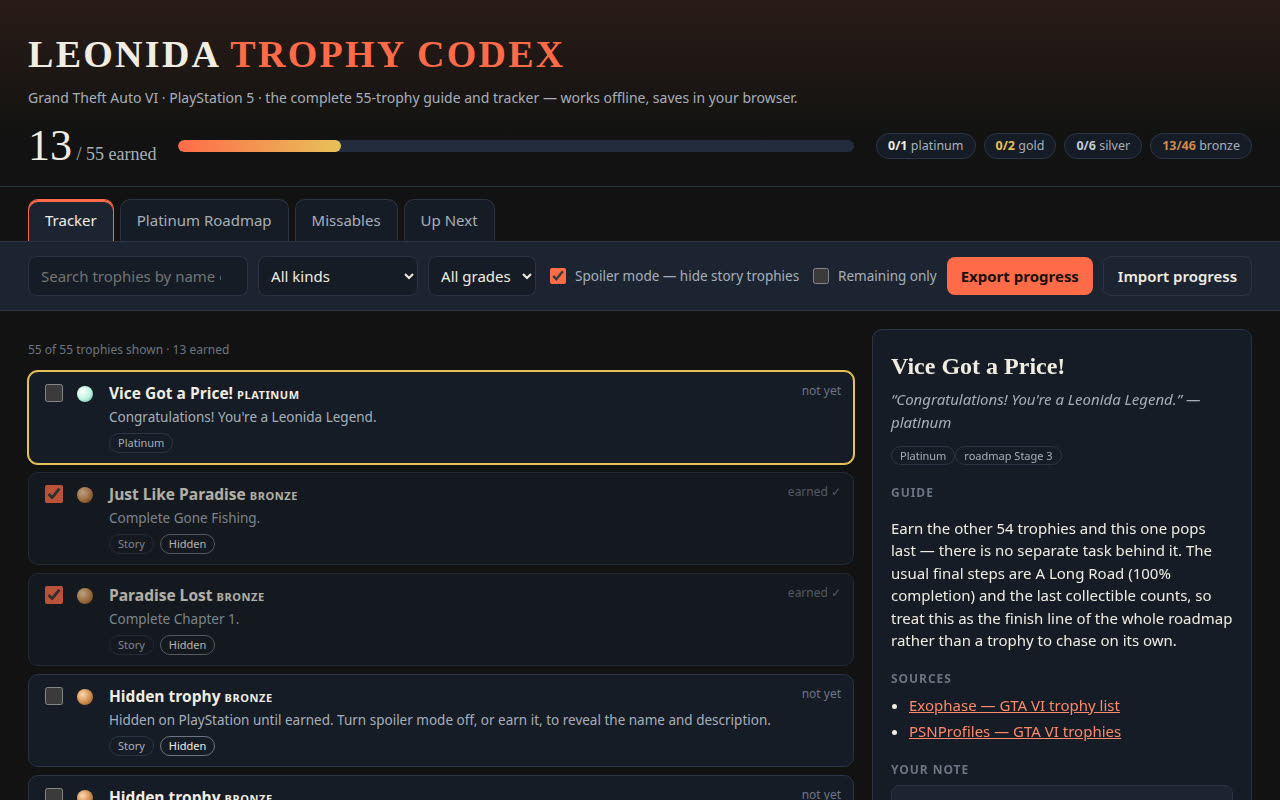 LEONIDA TROPHY CODEX
Grand Theft Auto VI · PlayStation 5 · the complete 55-trophy guide and tracker — works offline, saves in your browser.
13 / 55 earned
0/1 platinum
0/2 gold
0/6 silver
13/46 bronze
Tracker
Platinum Roadmap
Missables
Up Next
Search trophies by name
All kinds
All grades
Spoiler mode — hide story trophies
Remaining only
Export progress
Import progress
55 of 55 trophies shown · 13 earned
Vice Got a Price! PLATINUM
not yet
Congratulations! You're a Leonida Legend.
Platinum
Just Like Paradise BRONZE
earned ✓
Complete Gone Fishing.
Story
Hidden
Paradise Lost BRONZE
earned ✓
Complete Chapter 1.
Story
Hidden
Hidden trophy BRONZE
not yet
Hidden on PlayStation until earned. Turn spoiler mode off, or earn it, to reveal the name and description.
Story
Hidden
Hidden trophy BRONZE
not yet
Vice Got a Price!
“Congratulations! You're a Leonida Legend.” —
platinum
Platinum
roadmap Stage 3
GUIDE
Earn the other 54 trophies and this one pops
last — there is no separate task behind it. The
usual final steps are A Long Road (100%
completion) and the last collectible counts, so
treat this as the finish line of the whole roadmap
rather than a trophy to chase on its own.
SOURCES
Exophase — GTA VI trophy list
PSNProfiles — GTA VI trophies
YOUR NOTE